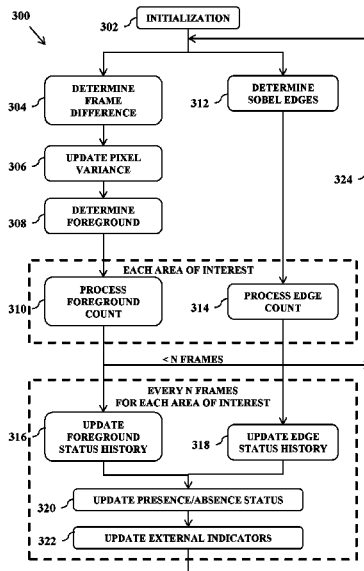 300
302
INITIALIZATION
304
DETERMINE
FRAME
DIFFERENCE
312
DETERMINE
SOBEL EDGES
306
UPDATE PIXEL
VARIANCE
324
308
DETERMINE
FOREGROUND
EACH AREA OF INTEREST
310
PROCESS
FOREGROUND
COUNT
314
PROCESS EDGE
COUNT
< N FRAMES
EVERY N FRAMES
FOR EACH AREA OF INTEREST
316
UPDATE
FOREGROUND
STATUS HISTORY
318
UPDATE EDGE
STATUS HISTORY
320
UPDATE PRESENCE/ABSENCE STATUS
322
UPDATE EXTERNAL INDICATORS